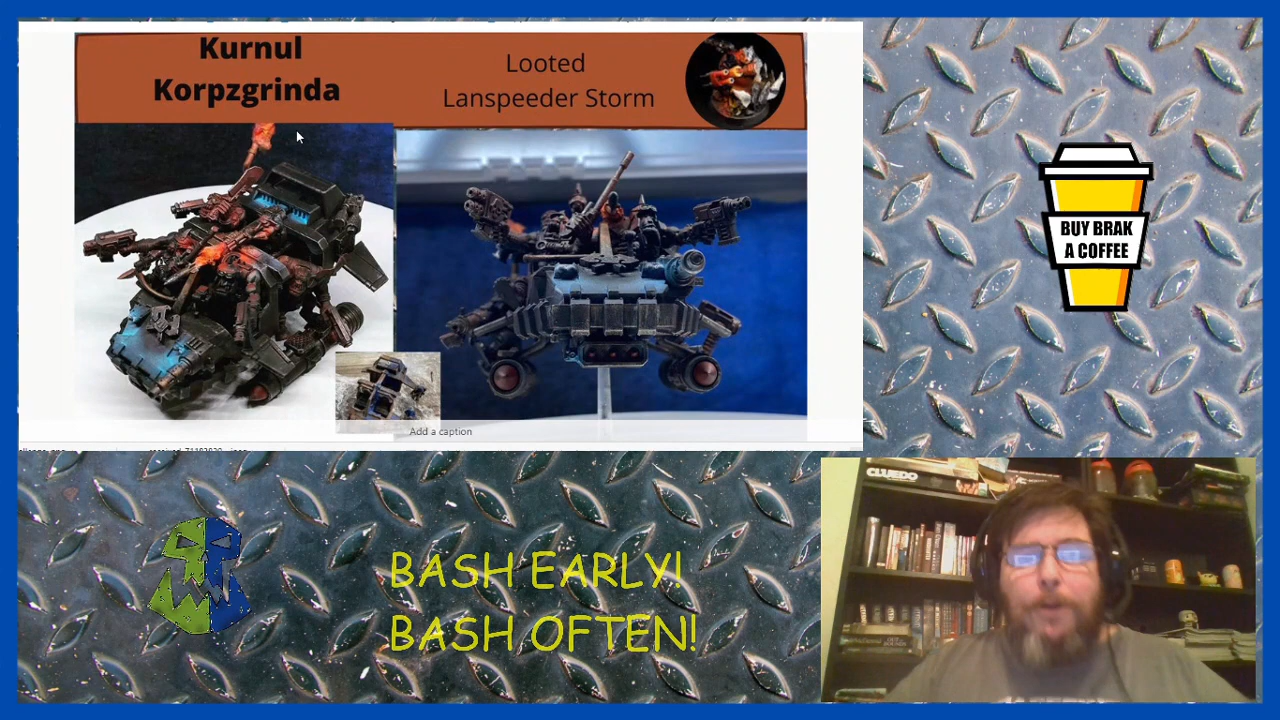 Kurnul
Korpzgrinda
Looted
Lanspeeder Storm
Add a caption
BUY BRAK
A COFFEE
BASH EARLY!
BASH OFTEN!
CLUEDO